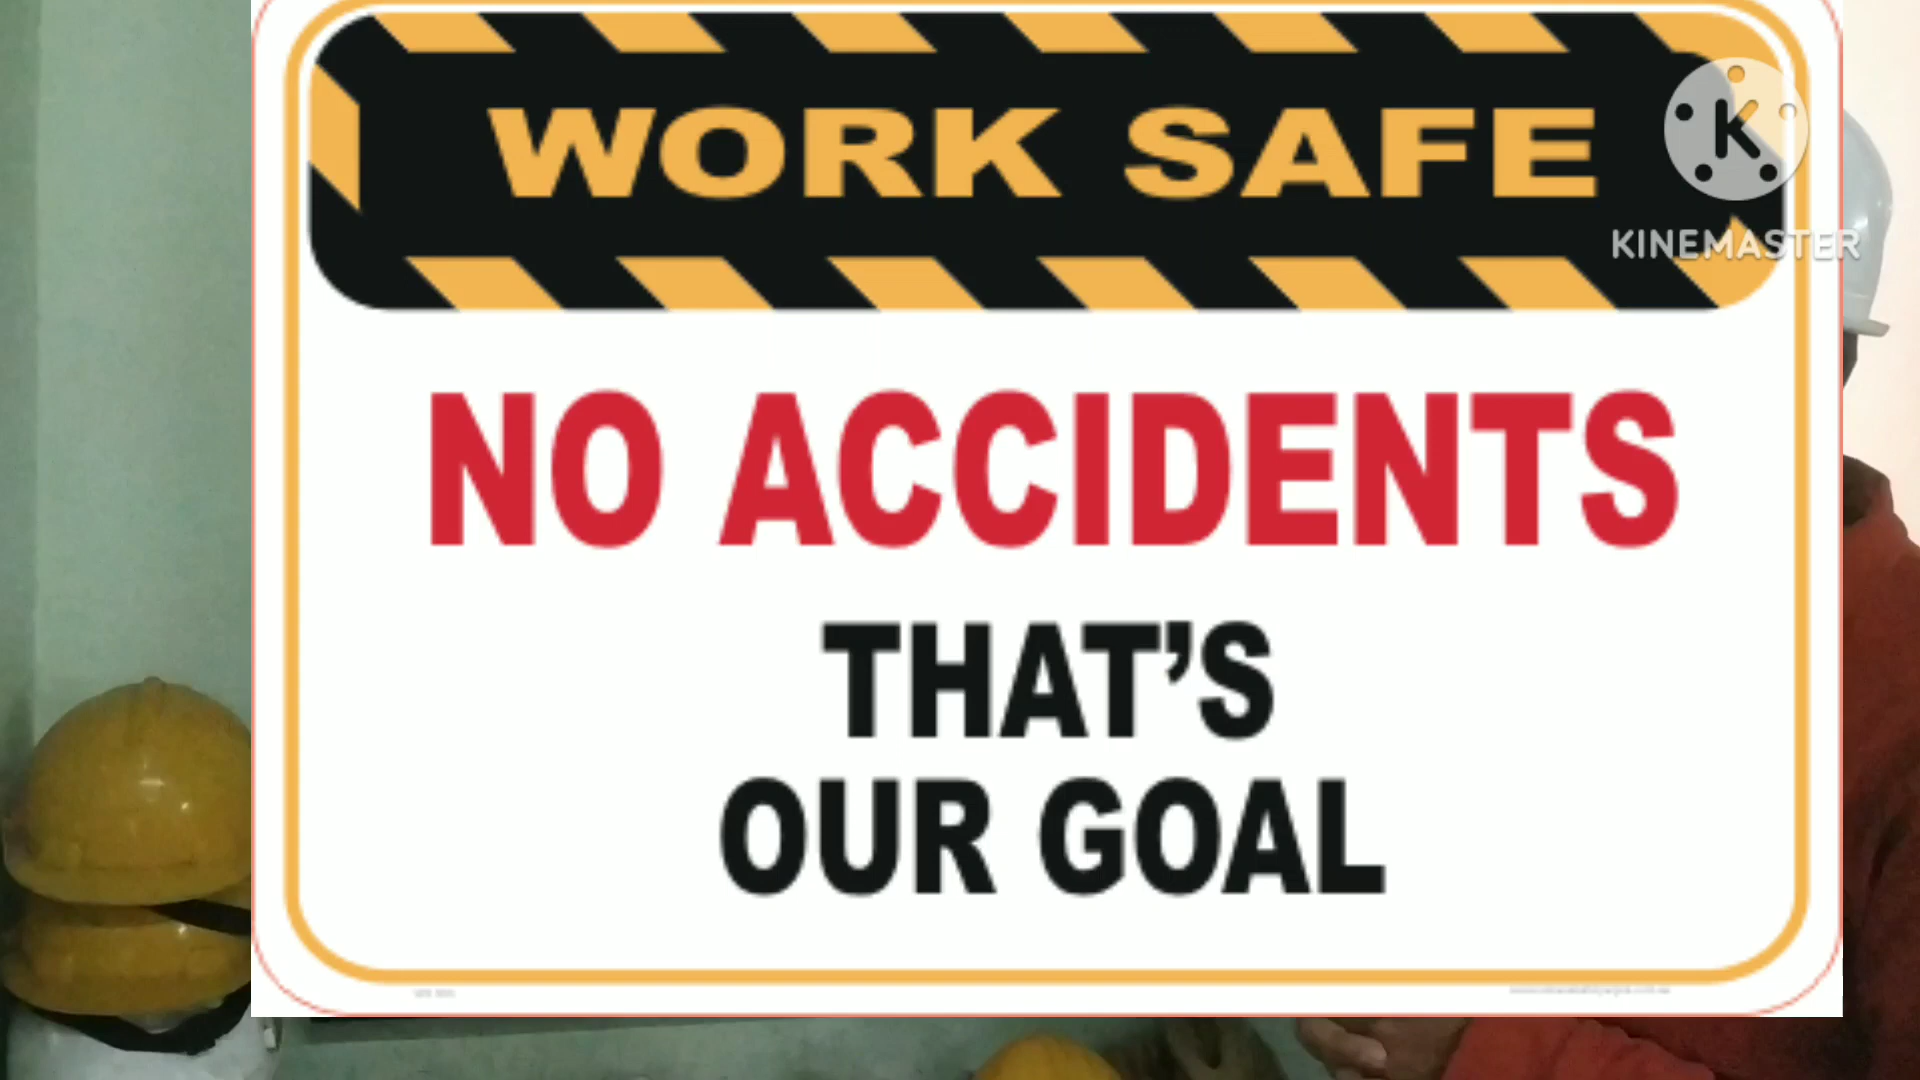 WORK SAFE
K
KINEMASTER
NO ACCIDENTS
THAT'S
OUR GOAL